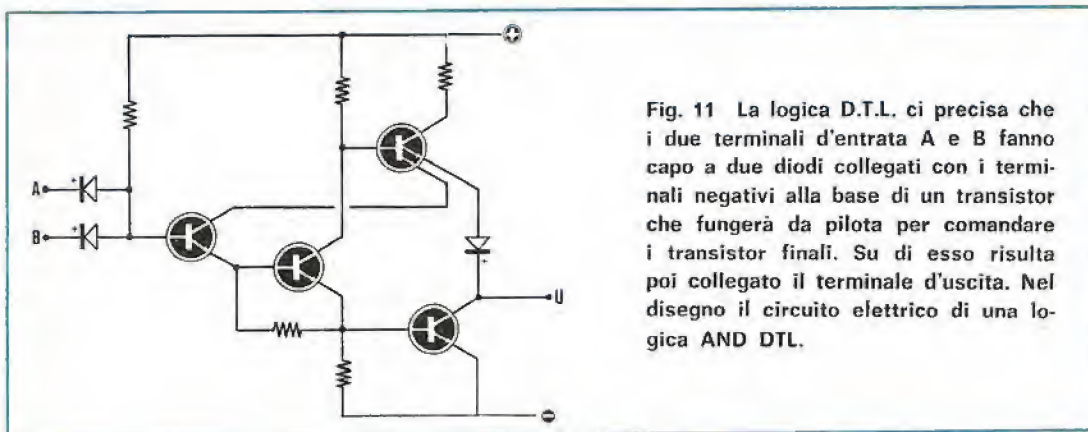 +
A
B
U
-
Fig. 11 La logica D.T.L. ci precisa che
i due terminali d'entrata A e B fanno
capo a due diodi collegati con i termi-
nali negativi alla base di un transistor
che fungerà da pilota per comandare
i transistor finali. Su di esso risulta
poi collegato il terminale d'uscita. Nel
disegno il circuito elettrico di una lo-
gica AND DTL.